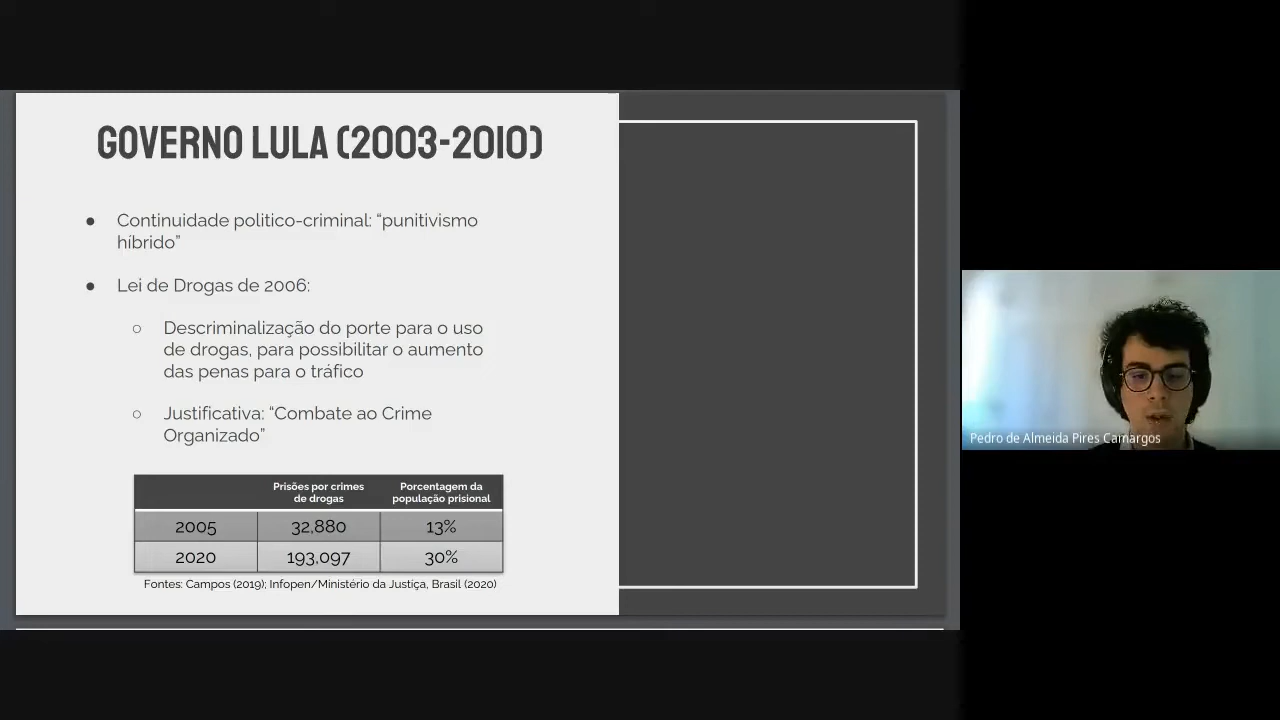 GOVERNO LULA (2003-2010)
● Continuidade politico-criminal: “punitivismo
híbrido”
● Lei de Drogas de 2006:
○ Descriminalização do porte para o uso
de drogas, para possibilitar o aumento
das penas para o tráfico
○ Justificativa: “Combate ao Crime
Organizado”
Prisões por crimes de drogas
Porcentagem da população prisional
2005 32,880 13%
2020 193,097 30%
Fontes: Campos (2019); Infopen/Ministério da Justiça, Brasil (2020)
Pedro de Almeida Pires Camargos